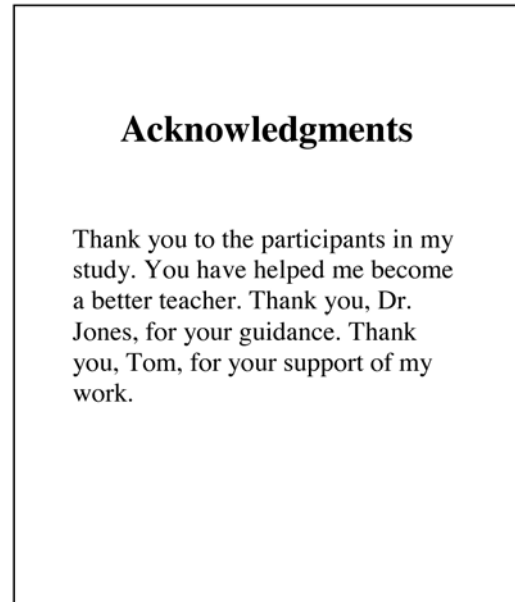 Acknowledgments
Thank you to the participants in my
study. You have helped me become
a better teacher. Thank you, Dr.
Jones, for your guidance. Thank
you, Tom, for your support of my
work.